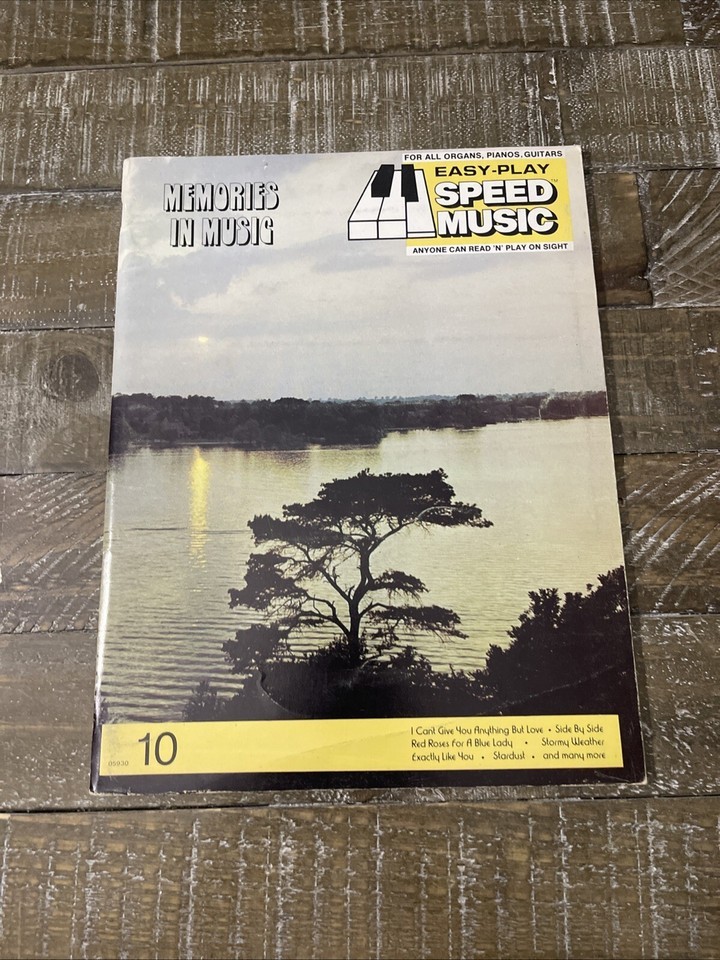 MEMORIES
IN MUSIC
FOR ALL ORGANS, PIANOS, GUITARS
EASY-PLAY
SPEED™
MUSIC
ANYONE CAN READ 'N' PLAY ON SIGHT
05930
10
I Can't Give You Anything But Love • Side By Side
Red Roses For A Blue Lady • Stormy Weather
Exactly Like You • Stardust • and many more